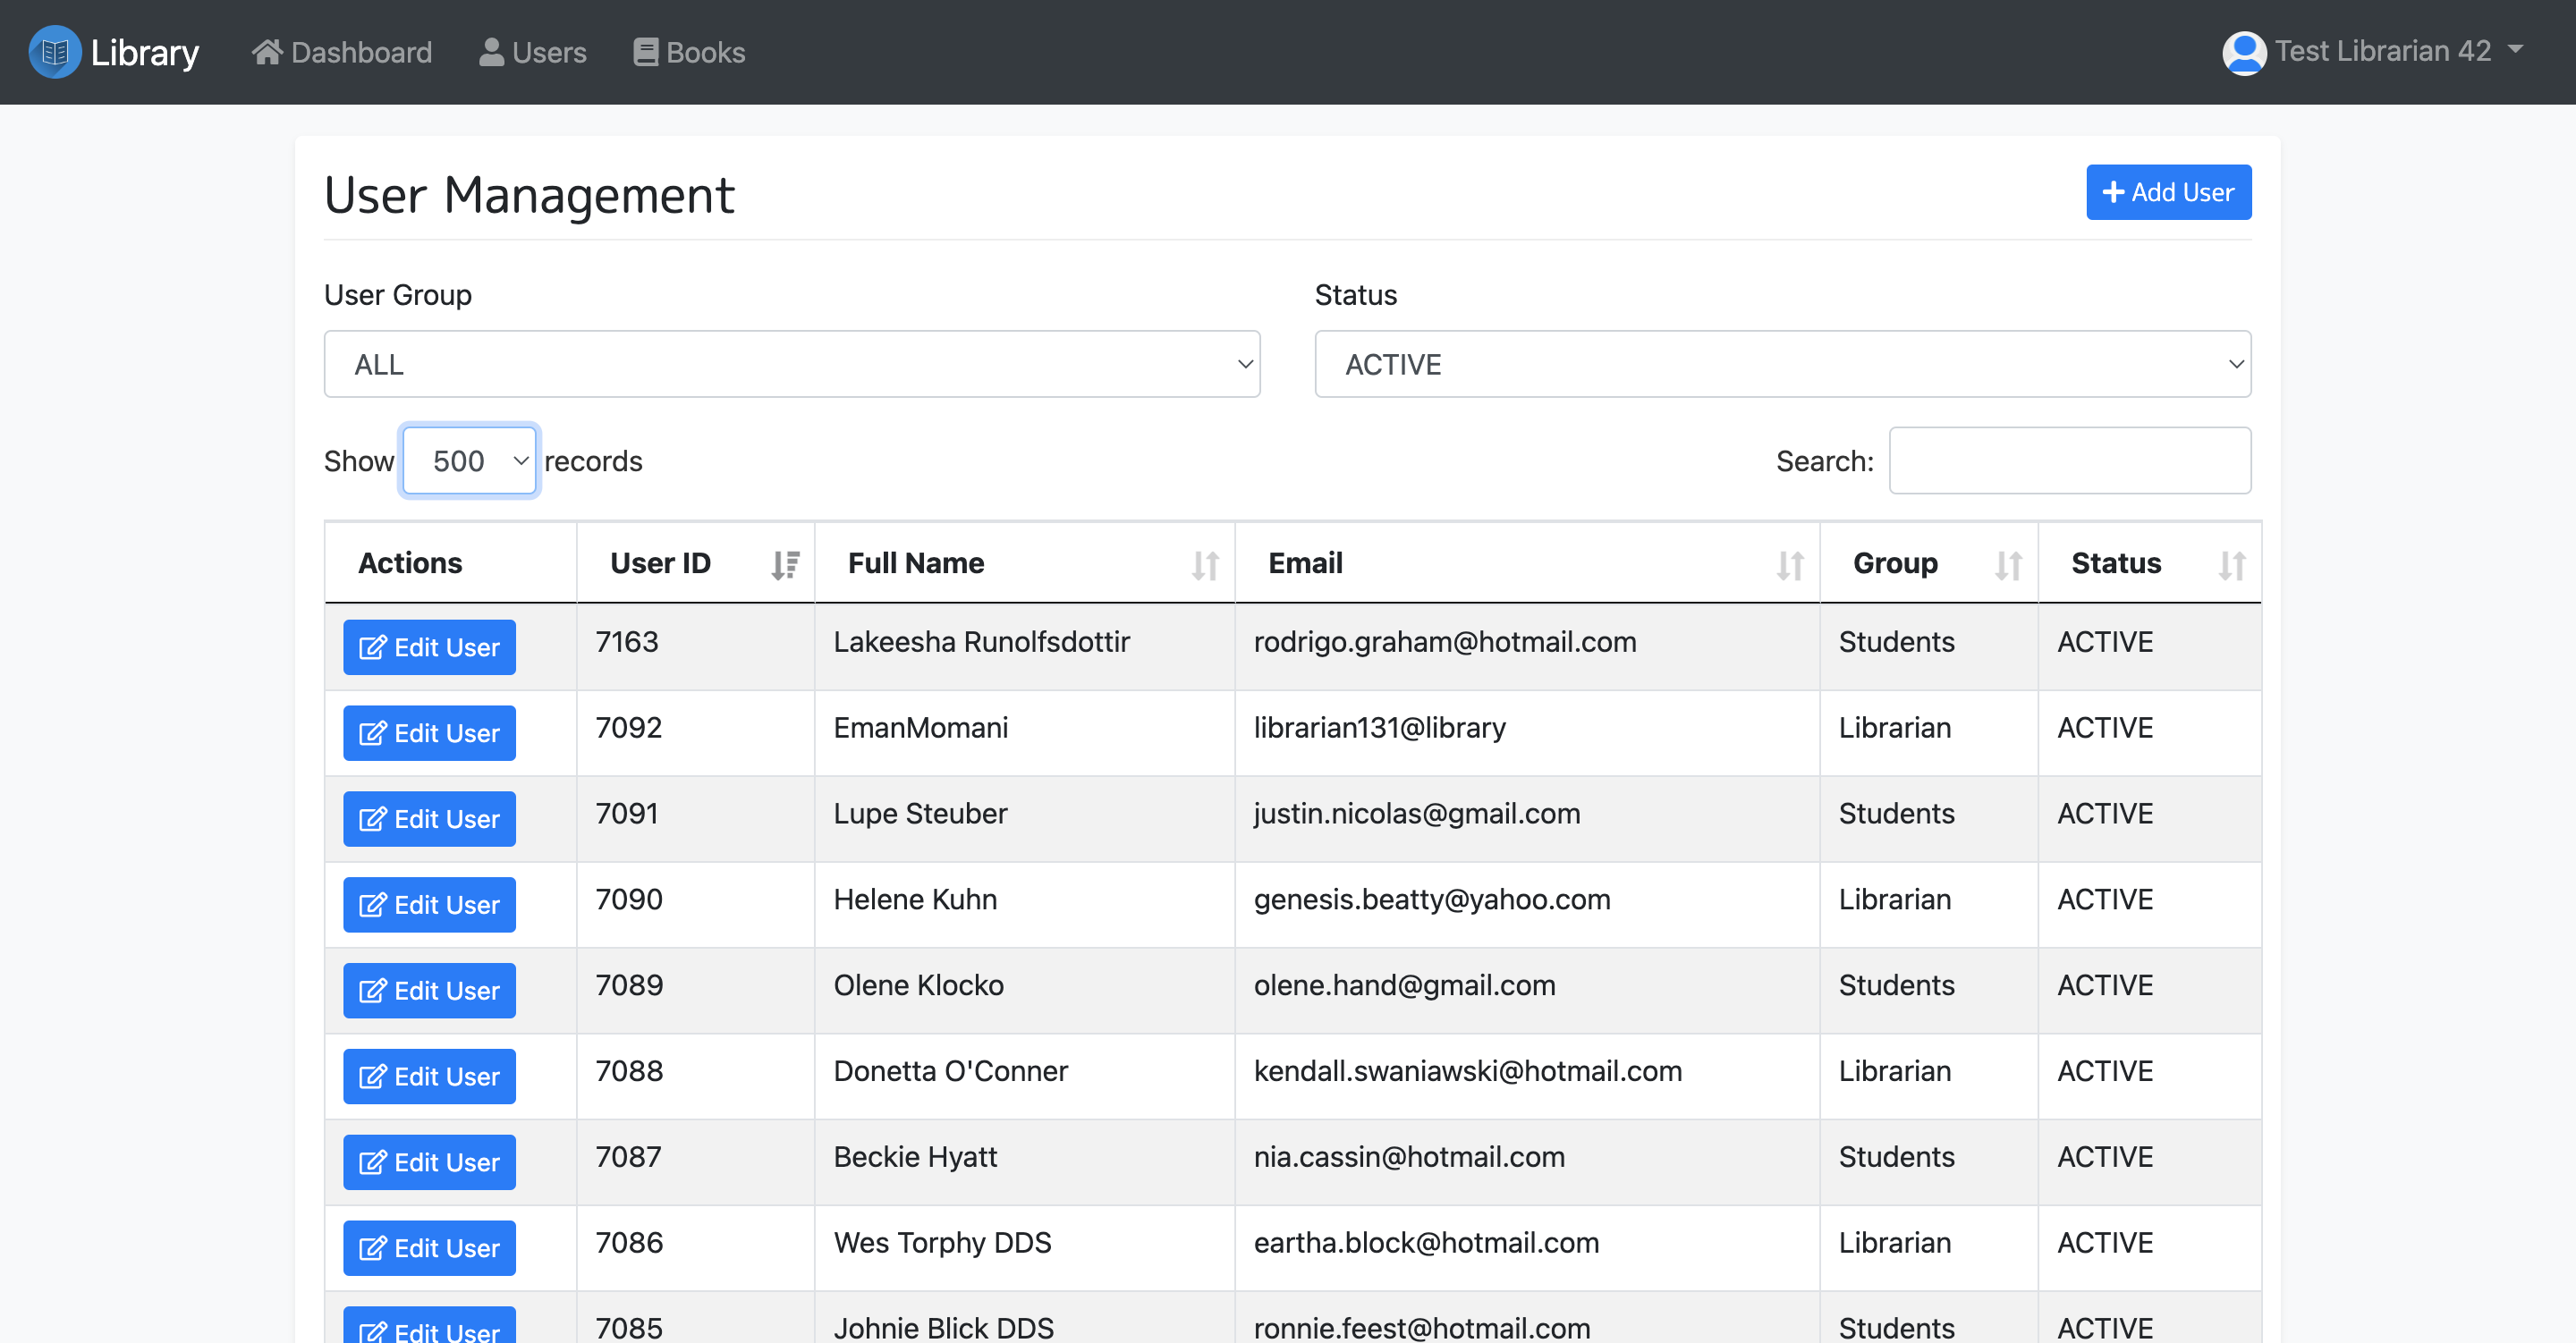 Library Dashboard Users Books Test Librarian 42
User Management
Add User
User Group Status
ALL ACTIVE
Show 500 records Search:
Actions User ID Full Name Email Group Status
Edit User 7163 Lakeesha Runolfsdottir rodrigo.graham@hotmail.com Students ACTIVE
Edit User 7092 EmanMomani librarian131@library Librarian ACTIVE
Edit User 7091 Lupe Steuber justin.nicolas@gmail.com Students ACTIVE
Edit User 7090 Helene Kuhn genesis.beatty@yahoo.com Librarian ACTIVE
Edit User 7089 Olene Klocko olene.hand@gmail.com Students ACTIVE
Edit User 7088 Donetta O'Conner kendall.swaniawski@hotmail.com Librarian ACTIVE
Edit User 7087 Beckie Hyatt nia.cassin@hotmail.com Students ACTIVE
Edit User 7086 Wes Torphy DDS eartha.block@hotmail.com Librarian ACTIVE
Edit User 7085 Johnie Blick DDS ronnie.feest@hotmail.com Students ACTIVE